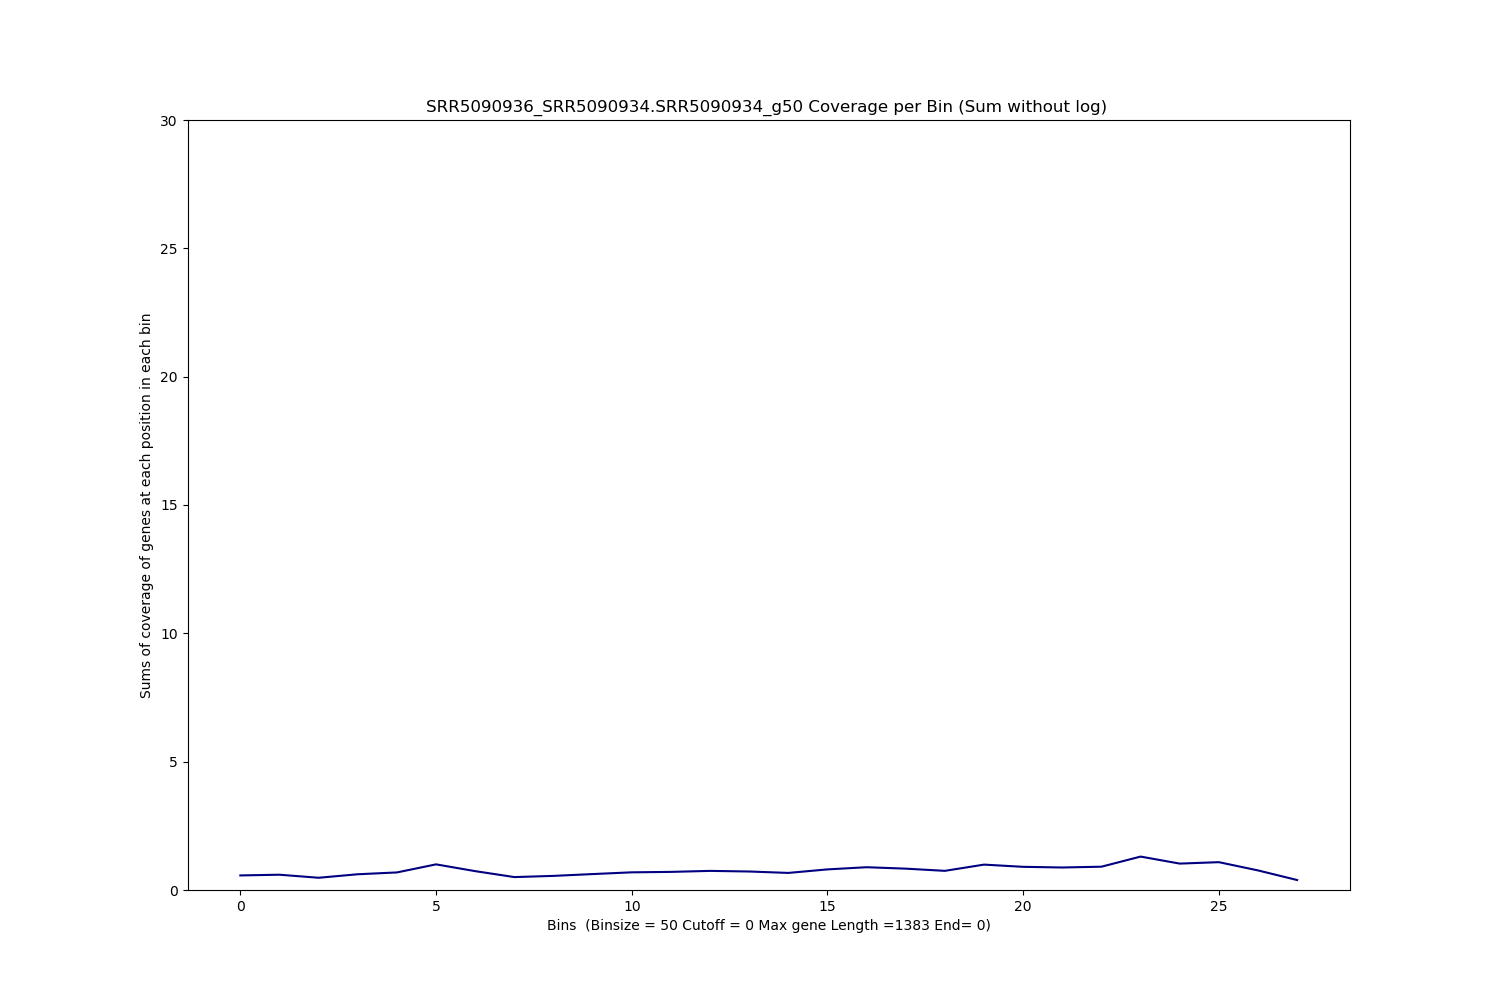 SRR5090936_SRR5090934.SRR5090934_g50 Coverage per Bin (Sum without log)
30
25
20
15
10
5
0
Sums of coverage of genes at each position in each bin
0 5 10 15 20 25
Bins  (Binsize = 50 Cutoff = 0 Max gene Length =1383 End= 0)